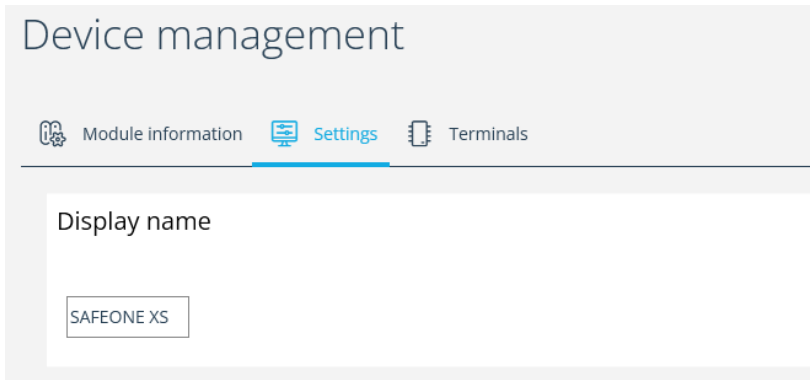 Device management
Module information Settings Terminals
Display name
SAFEONE XS